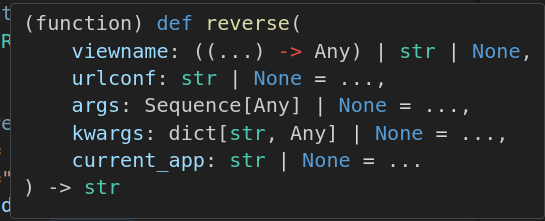 (function) def reverse(
    viewname: ((...) -> Any) | str | None,
    urlconf: str | None = ...,
    args: Sequence[Any] | None = ...,
    kwargs: dict[str, Any] | None = ...,
    current_app: str | None = ...
) -> str